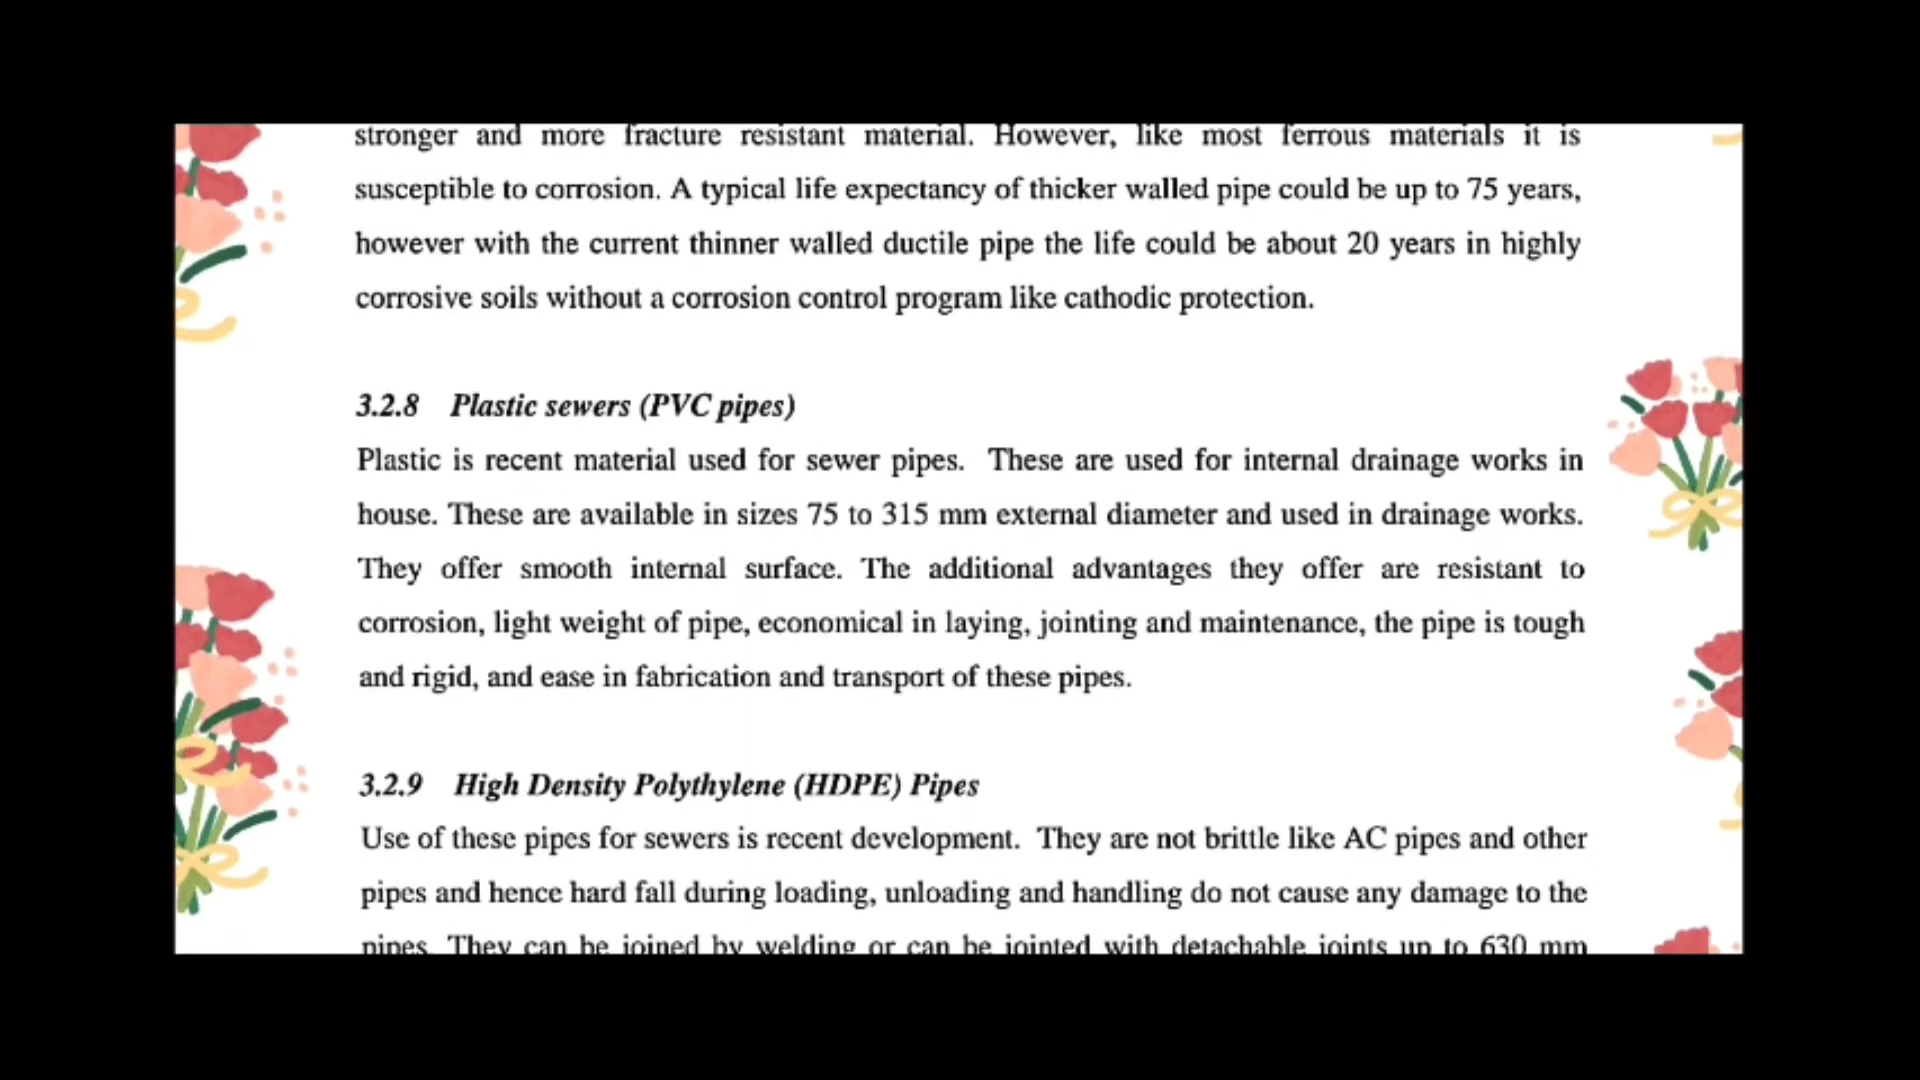 stronger and more fracture resistant material. However, like most ferrous materials it is
susceptible to corrosion. A typical life expectancy of thicker walled pipe could be up to 75 years,
however with the current thinner walled ductile pipe the life could be about 20 years in highly
corrosive soils without a corrosion control program like cathodic protection.
3.2.8 Plastic sewers (PVC pipes)
Plastic is recent material used for sewer pipes. These are used for internal drainage works in
house. These are available in sizes 75 to 315 mm external diameter and used in drainage works.
They offer smooth internal surface. The additional advantages they offer are resistant to
corrosion, light weight of pipe, economical in laying, jointing and maintenance, the pipe is tough
and rigid, and ease in fabrication and transport of these pipes.
3.2.9 High Density Polythylene (HDPE) Pipes
Use of these pipes for sewers is recent development. They are not brittle like AC pipes and other
pipes and hence hard fall during loading, unloading and handling do not cause any damage to the
pipes. They can be joined by welding or can be jointed with detachable joints up to 630 mm